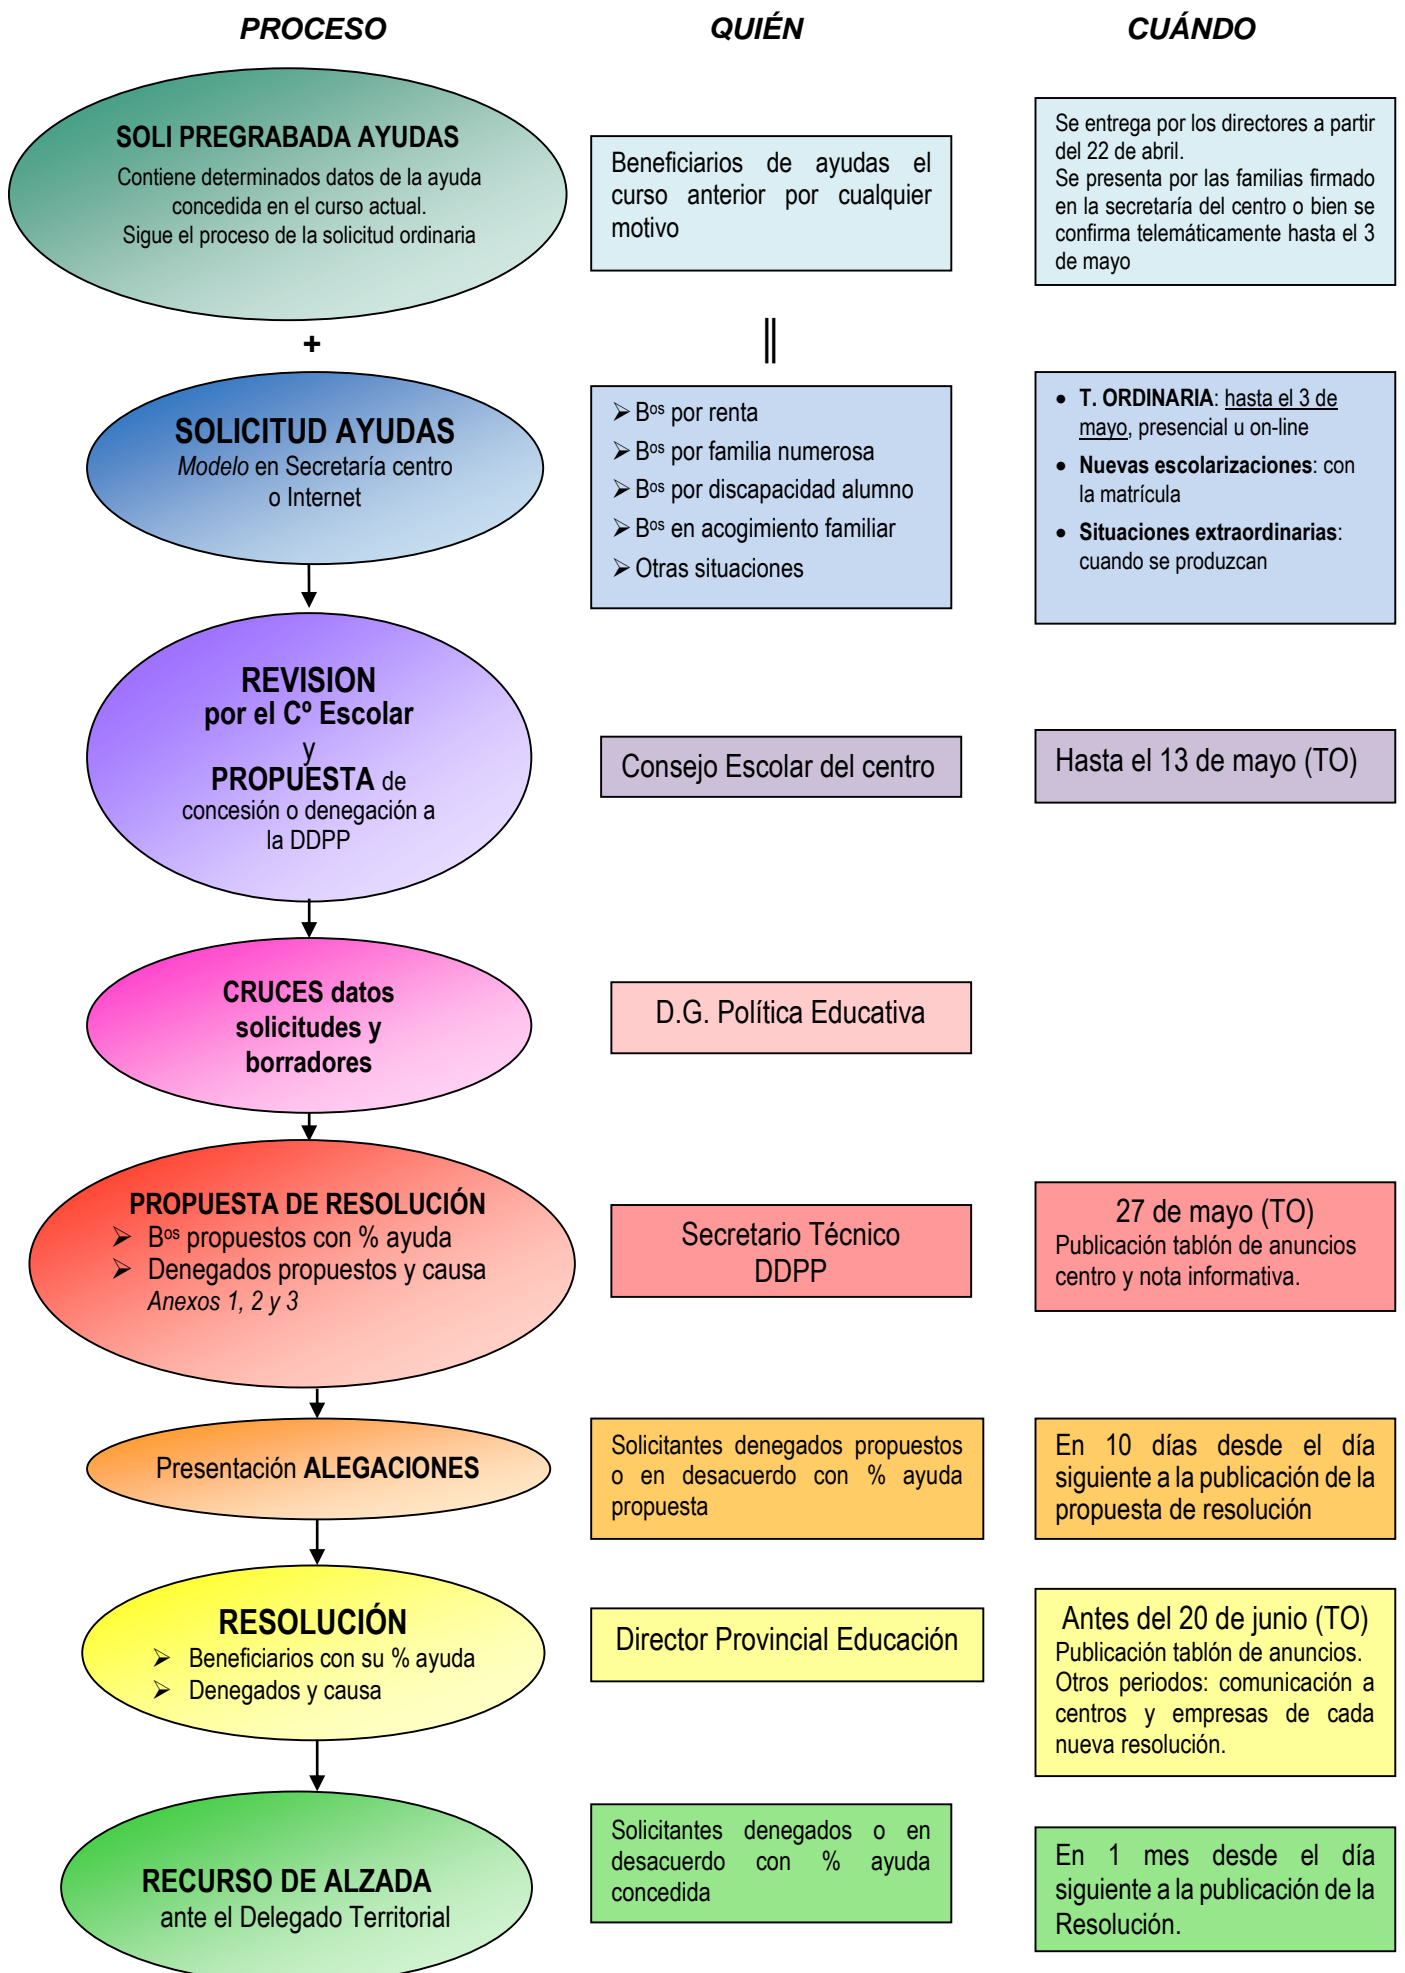 PROCESO QUIÉN CUÁNDO
SOLI PREGRABADA AYUDAS
Contiene determinados datos de la ayuda
concedida en el curso actual.
Sigue el proceso de la solicitud ordinaria
Beneficiarios de ayudas el
curso anterior por cualquier
motivo
Se entrega por los directores a partir
del 22 de abril.
Se presenta por las familias firmado
en la secretaría del centro o bien se
confirma telemáticamente hasta el 3
de mayo
+
SOLICITUD AYUDAS
Modelo en Secretaría centro
o Internet
➢ Bos por renta
➢ Bos por familia numerosa
➢ Bos por discapacidad alumno
➢ Bos en acogimiento familiar
➢ Otras situaciones
• T. ORDINARIA: hasta el 3 de
mayo, presencial u on-line
• Nuevas escolarizaciones: con
la matrícula
• Situaciones extraordinarias:
cuando se produzcan
REVISION
por el Cº Escolar
y
PROPUESTA de
concesión o denegación a
la DDPP
Consejo Escolar del centro
Hasta el 13 de mayo (TO)
CRUCES datos
solicitudes y
borradores
D.G. Política Educativa
PROPUESTA DE RESOLUCIÓN
➢ Bos propuestos con % ayuda
➢ Denegados propuestos y causa
Anexos 1, 2 y 3
Secretario Técnico
DDPP
27 de mayo (TO)
Publicación tablón de anuncios
centro y nota informativa.
Presentación ALEGACIONES
Solicitantes denegados propuestos
o en desacuerdo con % ayuda
propuesta
En 10 días desde el día
siguiente a la publicación de la
propuesta de resolución
RESOLUCIÓN
➢ Beneficiarios con su % ayuda
➢ Denegados y causa
Director Provincial Educación
Antes del 20 de junio (TO)
Publicación tablón de anuncios.
Otros periodos: comunicación a
centros y empresas de cada
nueva resolución.
RECURSO DE ALZADA
ante el Delegado Territorial
Solicitantes denegados o en
desacuerdo con % ayuda
concedida
En 1 mes desde el día
siguiente a la publicación de la
Resolución.